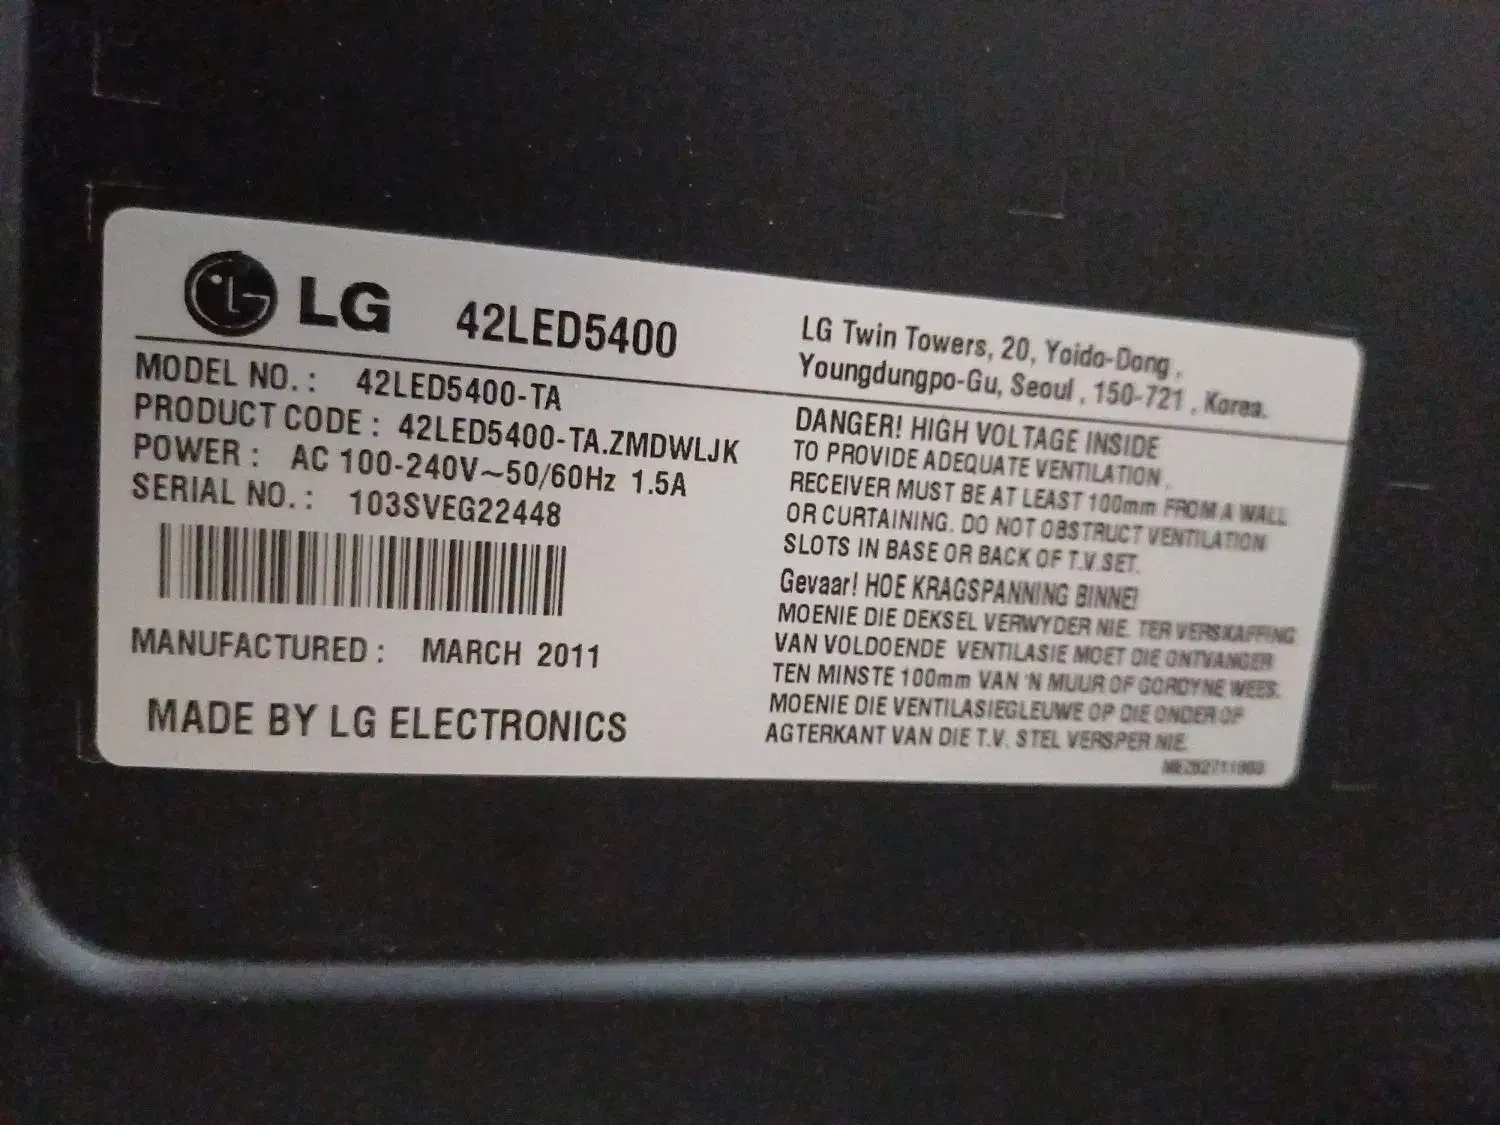 LG 42LED5400
LG Twin Towers, 20, Yoido-Dong,
Youngdungpo-Gu, Seoul, 150-721, Korea.
MODEL NO. : 42LED5400-TA
PRODUCT CODE : 42LED5400-TA.ZMDWLJK
POWER : AC 100-240V~50/60Hz 1.5A
SERIAL NO. : 103SVEG22448
MANUFACTURED : MARCH 2011
MADE BY LG ELECTRONICS
DANGER! HIGH VOLTAGE INSIDE
TO PROVIDE ADEQUATE VENTILATION,
RECEIVER MUST BE AT LEAST 100mm FROM A WALL
OR CURTAINING. DO NOT OBSTRUCT VENTILATION
SLOTS IN BASE OR BACK OF T.V.SET.
Gevaar! HOE KRAGSPANNING BINNE!
MOENIE DIE DEKSEL VERWYDER NIE. TER VERSKAFFING
VAN VOLDOENDE VENTILASIE MOET DIE ONTVANGER
TEN MINSTE 100mm VAN 'N MUUR OF GORDYNE WEES.
MOENIE DIE VENTILASIEGLEUWE OP DIE ONDER OF
AGTERKANT VAN DIE T.V. STEL VERSPER NIE.